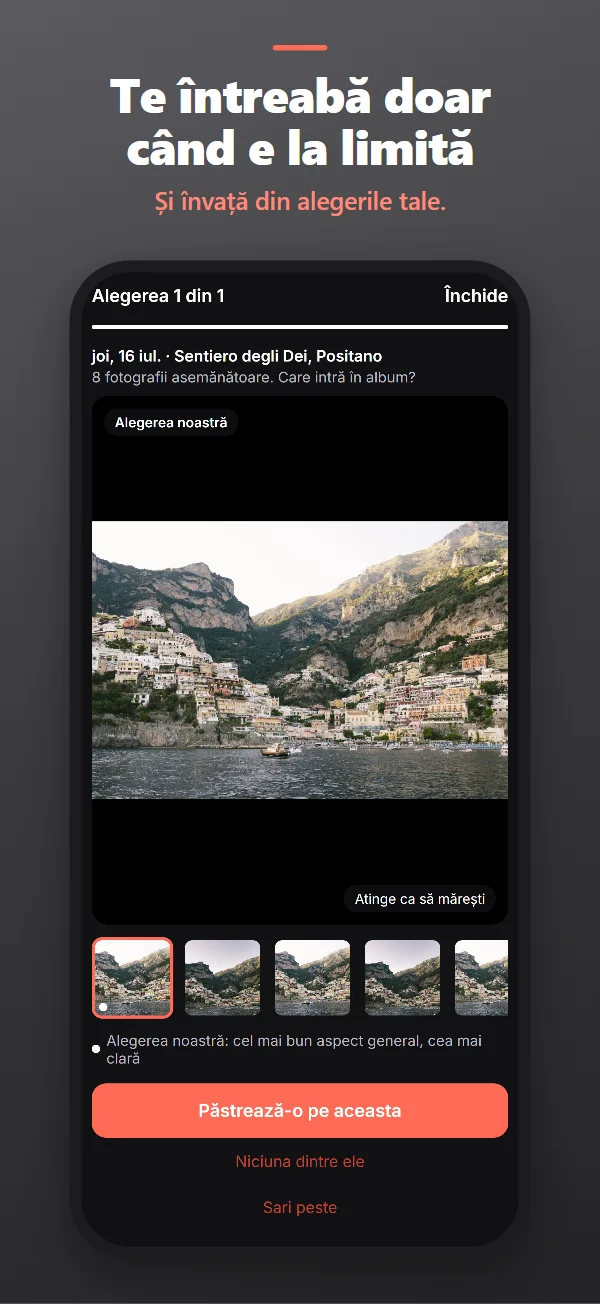 Te întreabă doar
când e la limită
Și învață din alegerile tale.
Alegerea 1 din 1
Închide
joi, 16 iul. · Sentiero degli Dei, Positano
8 fotografii asemănătoare. Care intră în album?
Alegerea noastră
Atinge ca să mărești
Alegerea noastră: cel mai bun aspect general, cea mai
clară
Păstrează-o pe aceasta
Niciuna dintre ele
Sari peste